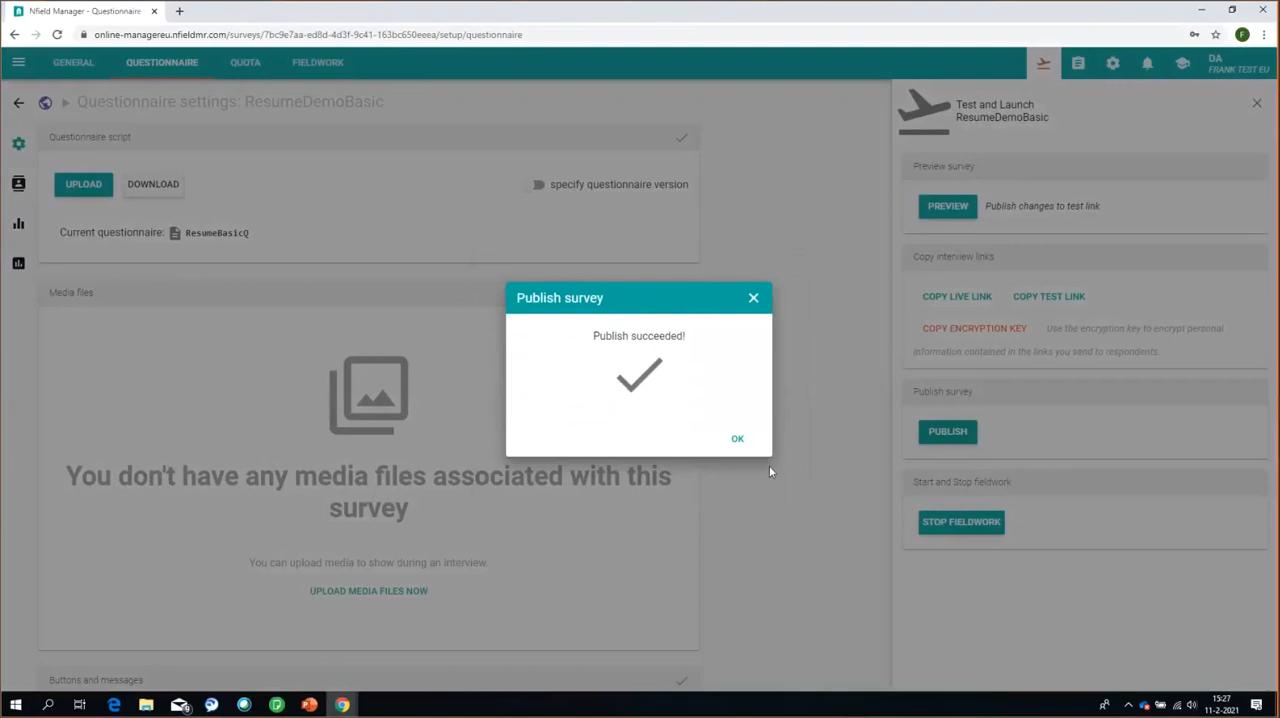 Nfield Manager - Questionnaire
online-managereu.nfieldmr.com/surveys/7bc9e7aa-ed8d-4d3f-9c41-163bc650eeea/setup/questionnaire
F
GENERAL
QUESTIONNAIRE
QUOTA
FIELDWORK
DA
FRANK TEST EU
Questionnaire settings: ResumeDemoBasic
Questionnaire script
UPLOAD
DOWNLOAD
specify questionnaire version
Current questionnaire: ResumeBasicQ
Media files
You don't have any media files associated with this
survey
You can upload media to show during an interview.
UPLOAD MEDIA FILES NOW
Buttons and messages
Publish survey
Publish succeeded!
OK
Test and Launch
ResumeDemoBasic
Preview survey
PREVIEW
Publish changes to test link
Copy interview links
COPY LIVE LINK
COPY TEST LINK
COPY ENCRYPTION KEY
Use the encryption key to encrypt personal
information contained in the links you send to respondents.
Publish survey
PUBLISH
Start and Stop fieldwork
STOP FIELDWORK
15:27
11-2-2021